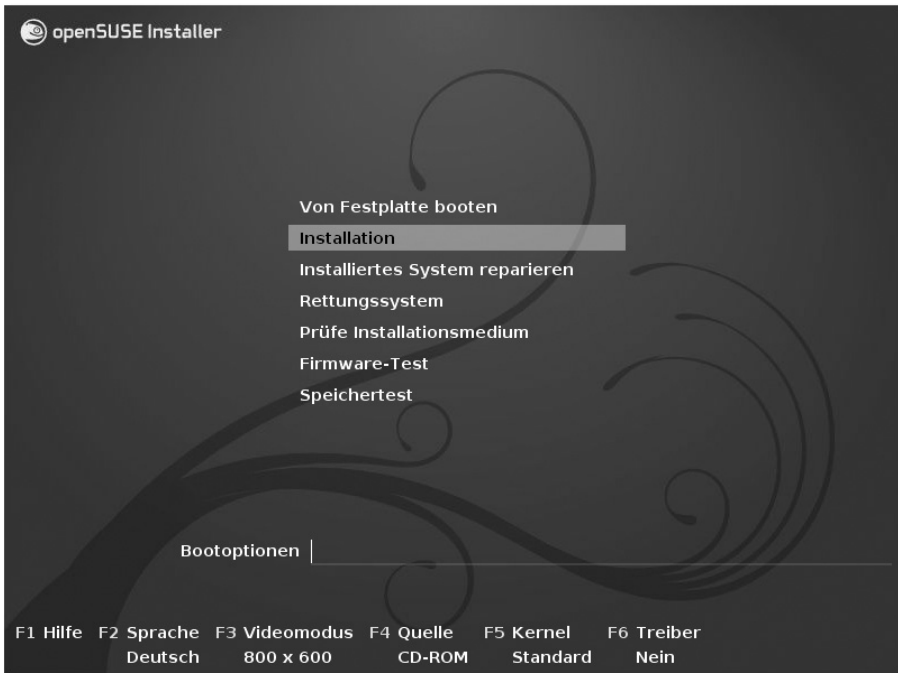 openSUSE Installer
Von Festplatte booten
Installation
Installiertes System reparieren
Rettungssystem
Prüfe Installationsmedium
Firmware-Test
Speichertest
Bootoptionen
F1 Hilfe F2 Sprache F3 Videomodus F4 Quelle F5 Kernel F6 Treiber
Deutsch 800 x 600 CD-ROM Standard Nein